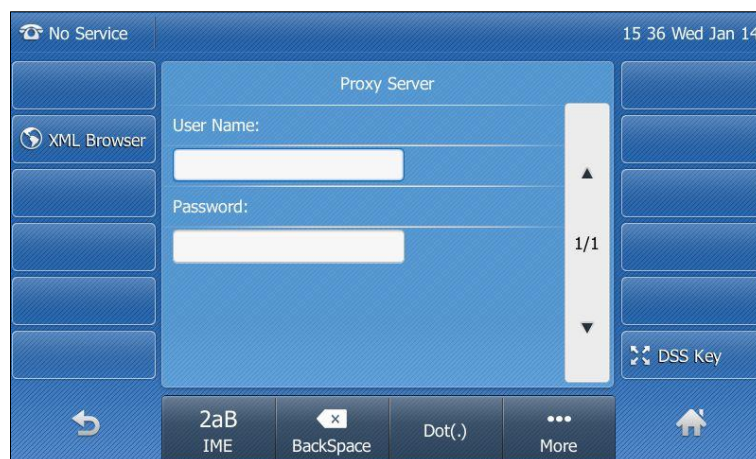 No Service
15 36 Wed Jan 14
Proxy Server
XML Browser
User Name:
Password:
1/1
DSS Key
2aB
IME
BackSpace
Dot(.)
More